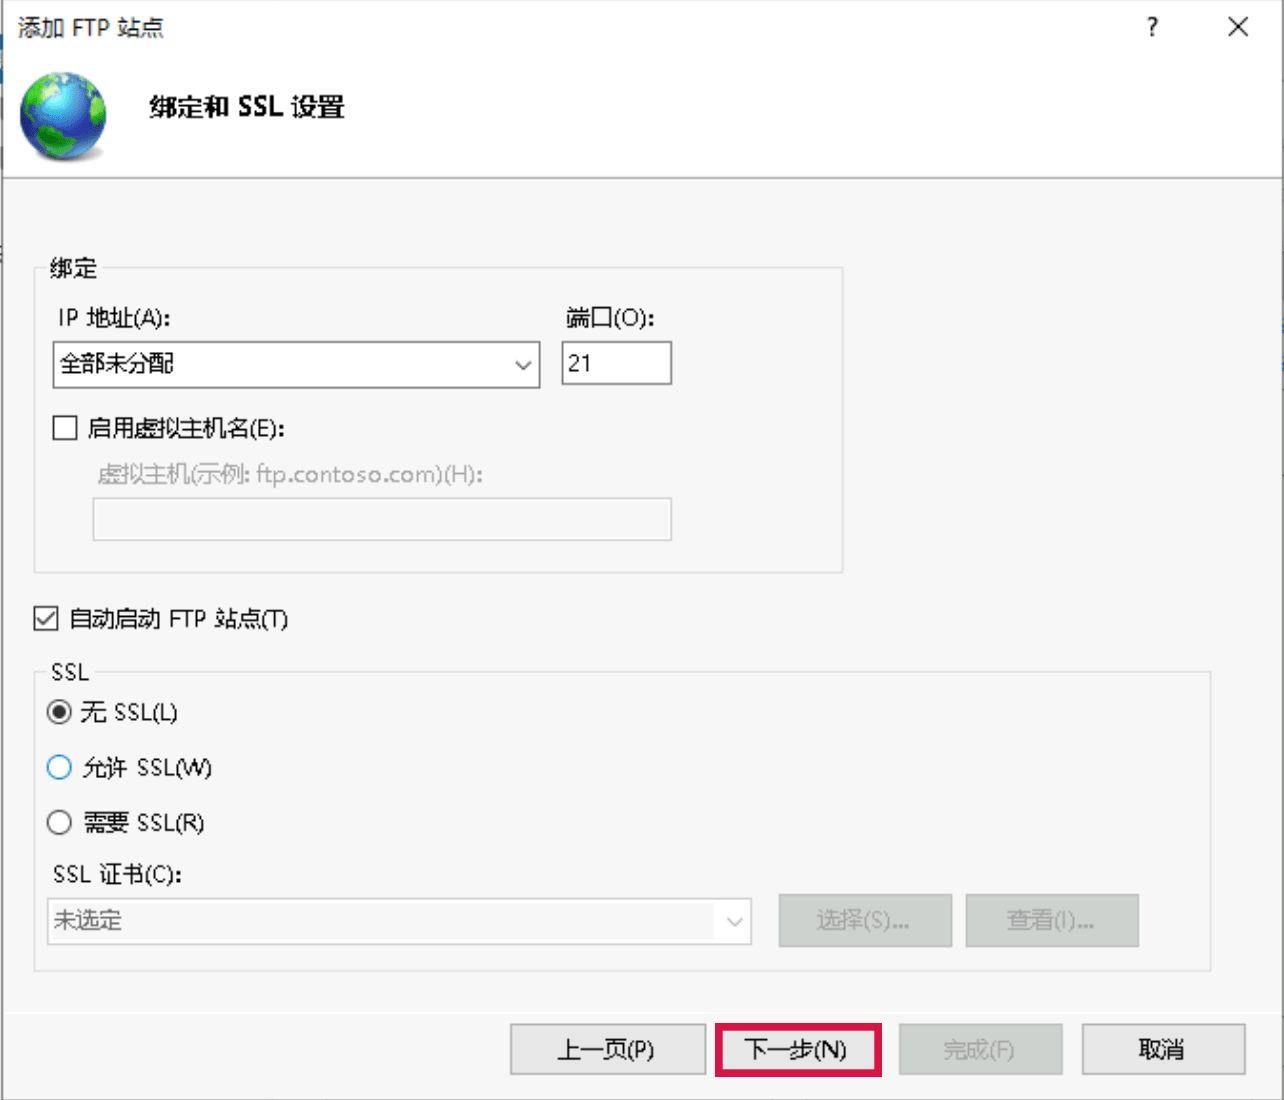 添加 FTP 站点
?
绑定和 SSL 设置
绑定
IP 地址(A):
端口(O):
全部未分配
21
启用虚拟主机名(E):
虚拟主机(示例: ftp.contoso.com)(H):
自动启动 FTP 站点(T)
SSL
无 SSL(L)
允许 SSL(W)
需要 SSL(R)
SSL 证书(C):
未选定
选择(S)...
查看(I)...
上一页(P)
下一步(N)
完成(F)
取消